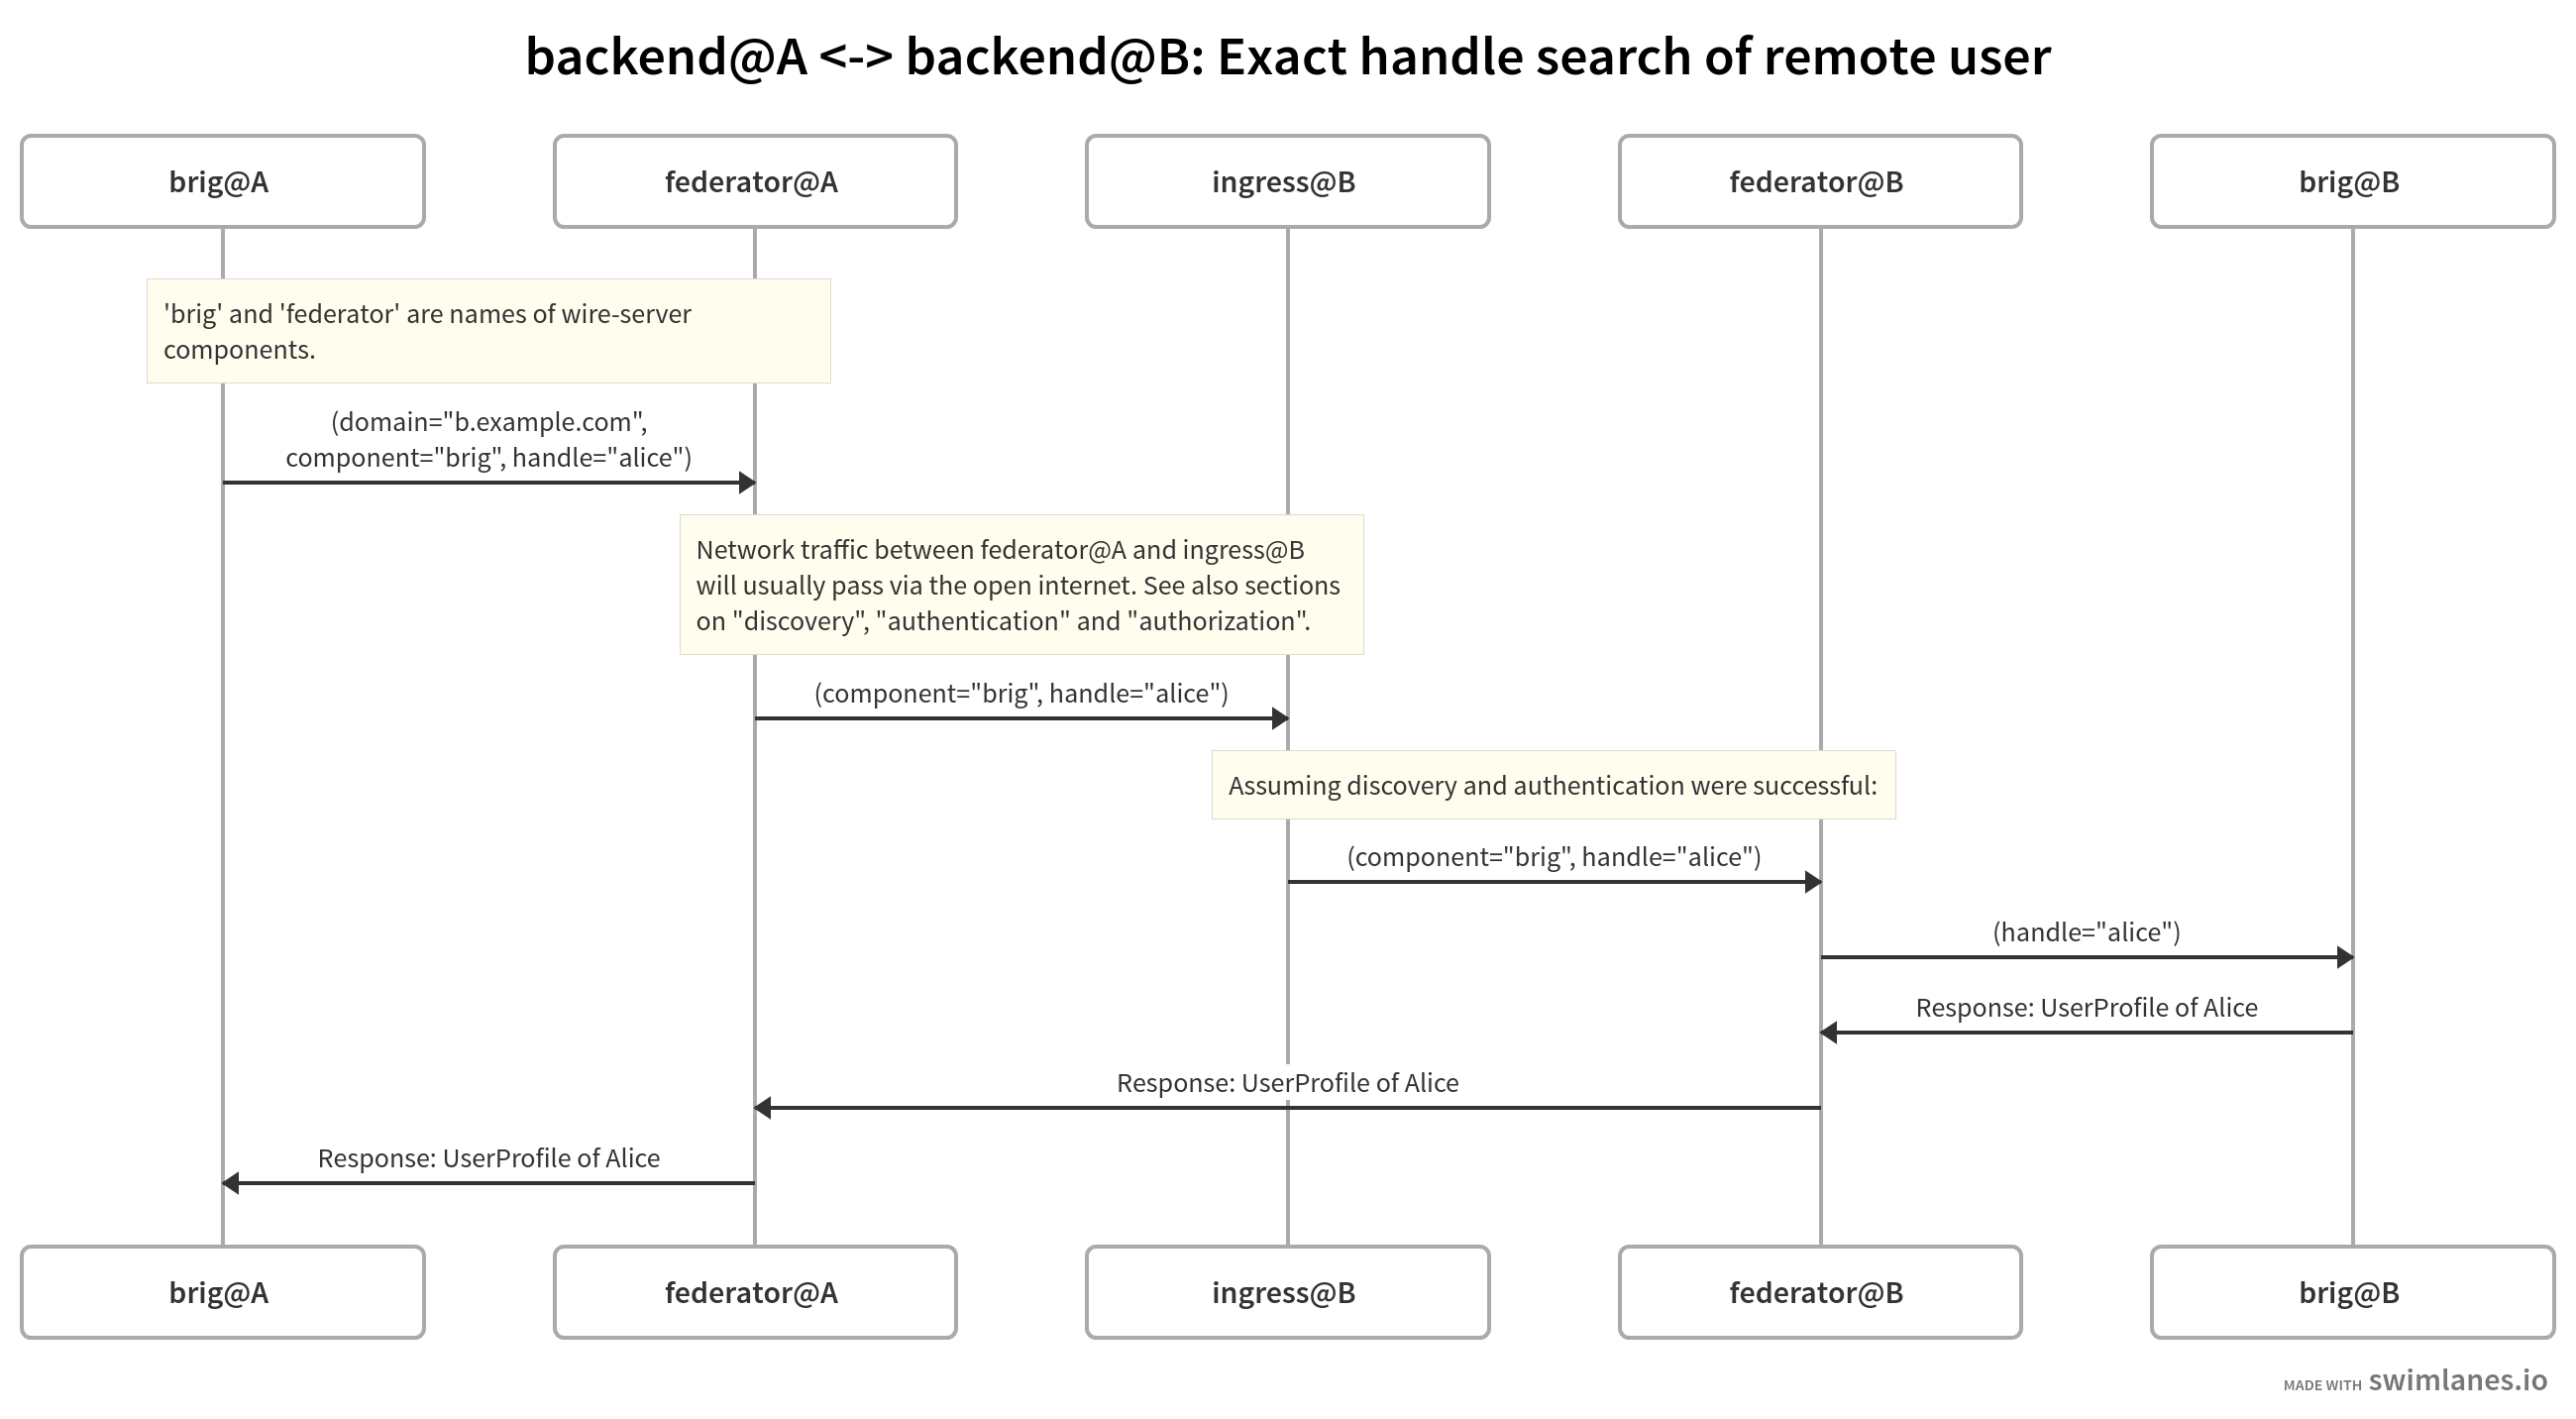 backend@A <-> backend@B: Exact handle search of remote user
brig@A
federator@A
ingress@B
federator@B
brig@B
'brig' and 'federator' are names of wire-server
components.
(domain="b.example.com",
component="brig", handle="alice")
Network traffic between federator@A and ingress@B
will usually pass via the open internet. See also sections
on "discovery", "authentication" and "authorization".
(component="brig", handle="alice")
Assuming discovery and authentication were successful:
(component="brig", handle="alice")
(handle="alice")
Response: UserProfile of Alice
Response: UserProfile of Alice
Response: UserProfile of Alice
brig@A
federator@A
ingress@B
federator@B
brig@B
MADE WITH swimlanes.io